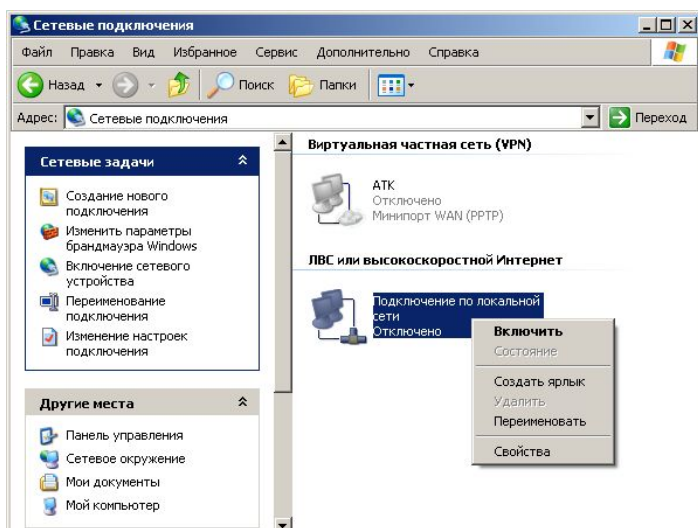 Сетевые подключения
Файл Правка Вид Избранное Сервис Дополнительно Справка
Назад Поиск Папки
Адрес: Сетевые подключения Переход
Сетевые задачи
Создание нового
подключения
Изменить параметры
брандмауэра Windows
Включение сетевого
устройства
Переименование
подключения
Изменение настроек
подключения
Другие места
Панель управления
Сетевое окружение
Мои документы
Мой компьютер
Виртуальная частная сеть (VPN)
АТК
Отключено
Минипорт WAN (PPTP)
ЛВС или высокоскоростной Интернет
Подключение по локальной
сети
Отключено
Включить
Состояние
Создать ярлык
Удалить
Переименовать
Свойства